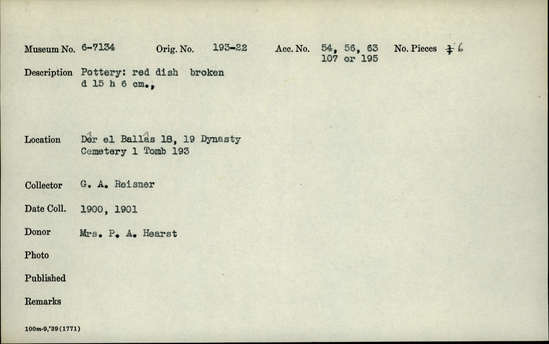 Museum No. 6-7134 Orig. No. 193-22 Acc. No. 54, 56, 63 No. Pieces 6
107 or 195
Description Pottery: red dish broken
d 15 h 6 cm.,
Location Dêr el Ballâs 18, 19 Dynasty
Cemetery 1 Tomb 193
Collector G. A. Reisner
Date Coll. 1900, 1901
Donor Mrs. P. A. Hearst
Photo
Published
Remarks
100m-9,'39(1771)